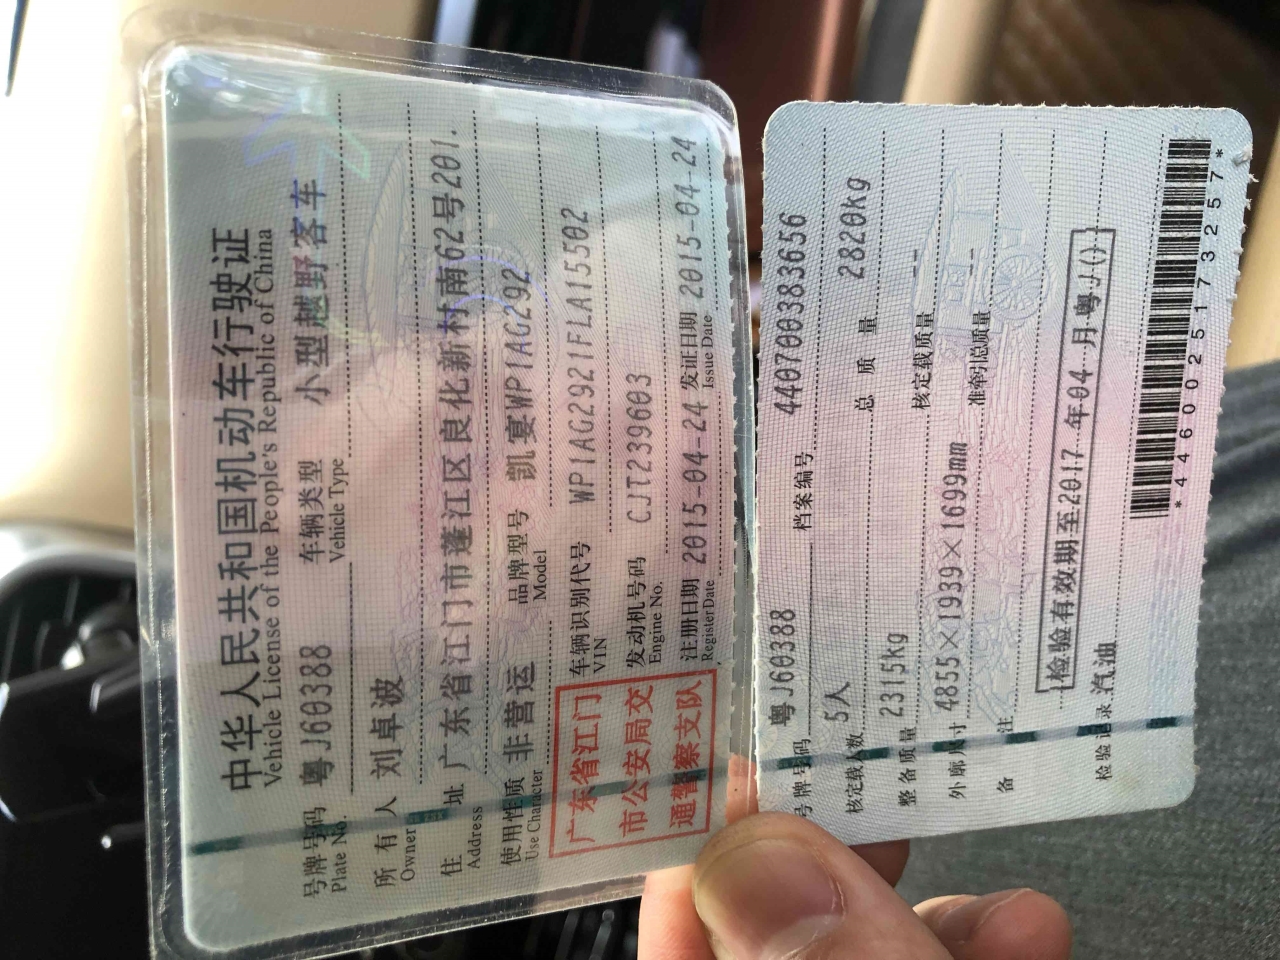 中华人民共和国机动车行驶证
Vehicle License of the People's Republic of China
号牌号码 粤J60388 车辆类型 小型越野客车
Plate No. Vehicle Type
所有人 刘卓波
Owner
住址 广东省江门市蓬江区良化新村南62号201.
Address
使用性质 非营运 品牌型号 凯宴WP1AG292
Use Character Model
广东省江门市公安局交通警察支队
车辆识别代号 WP1AG2921FLA15502
VIN
发动机号码 CJT239603
Engine No.
注册日期 2015-04-24 发证日期 2015-04-24
Register Date Issue Date
号牌号码 粤J60388 档案编号 440700383656
核定载人数 5人 总质量 2820kg
整备质量 2315kg 核定载质量 --
外廓尺寸 4855×1939×1699mm 准牵引总质量 --
备注
检验有效期至2017年04月粤J()
检验记录 汽油
*4460025173257*